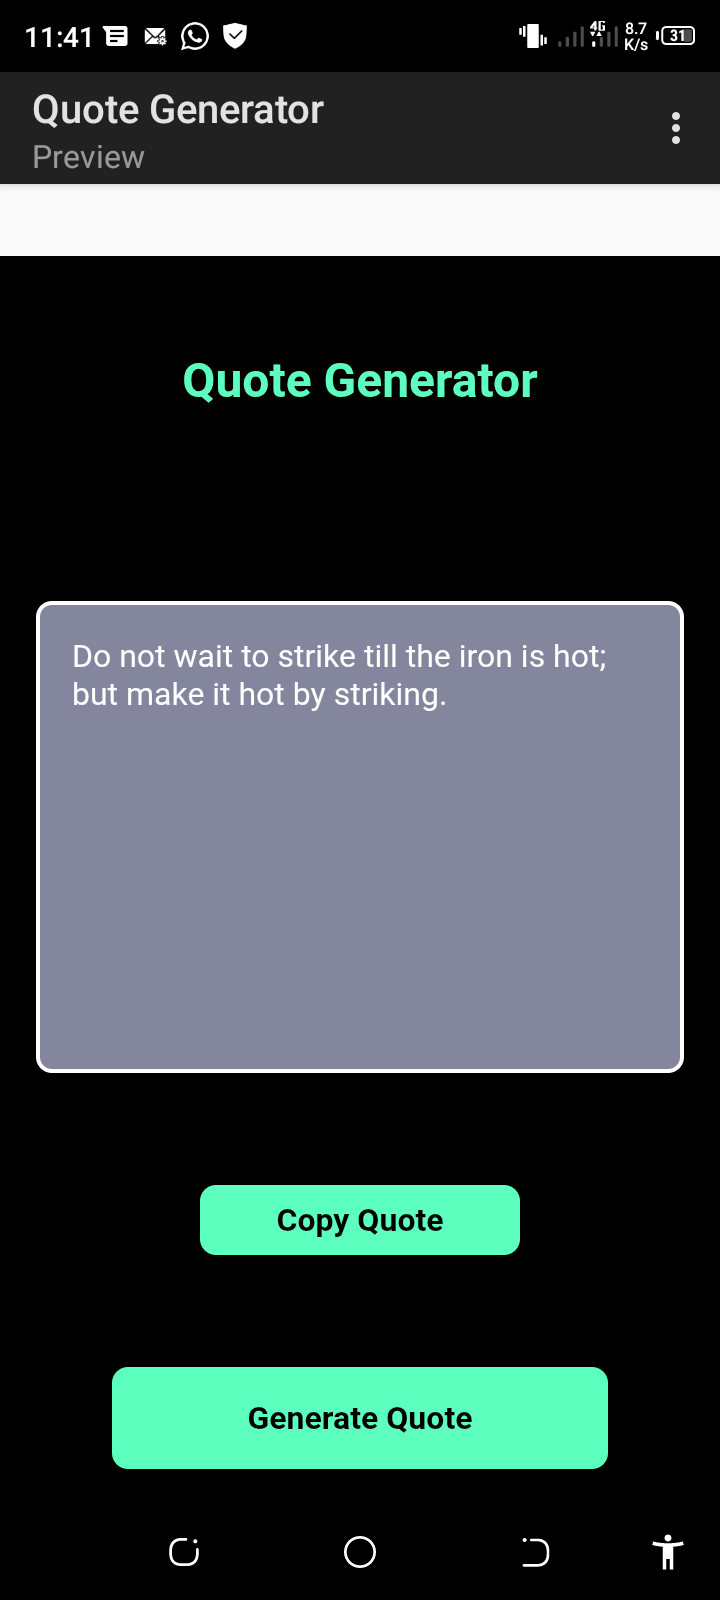 11:41
4G 8.7 K/s 31
Quote Generator
Preview
Quote Generator
Do not wait to strike till the iron is hot;
but make it hot by striking.
Copy Quote
Generate Quote